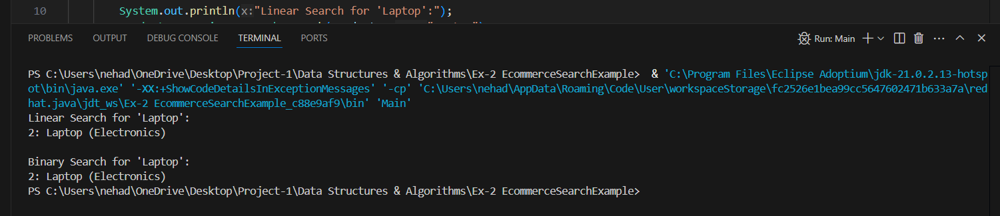 10 System.out.println(x:"Linear Search for 'Laptop':");
PROBLEMS OUTPUT DEBUG CONSOLE TERMINAL PORTS Run: Main
PS C:\Users\nehad\OneDrive\Desktop\Project-1\Data Structures & Algorithms\Ex-2 EcommerceSearchExample>  & 'C:\Program Files\Eclipse Adoptium\jdk-21.0.2.13-hotsp
ot\bin\java.exe' '-XX:+ShowCodeDetailsInExceptionMessages' '-cp' 'C:\Users\nehad\AppData\Roaming\Code\User\workspaceStorage\fc2526e1bea99cc5647602471b633a7a\red
hat.java\jdt_ws\Ex-2 EcommerceSearchExample_c88e9af9\bin' 'Main'
Linear Search for 'Laptop':
2: Laptop (Electronics)
Binary Search for 'Laptop':
2: Laptop (Electronics)
PS C:\Users\nehad\OneDrive\Desktop\Project-1\Data Structures & Algorithms\Ex-2 EcommerceSearchExample>